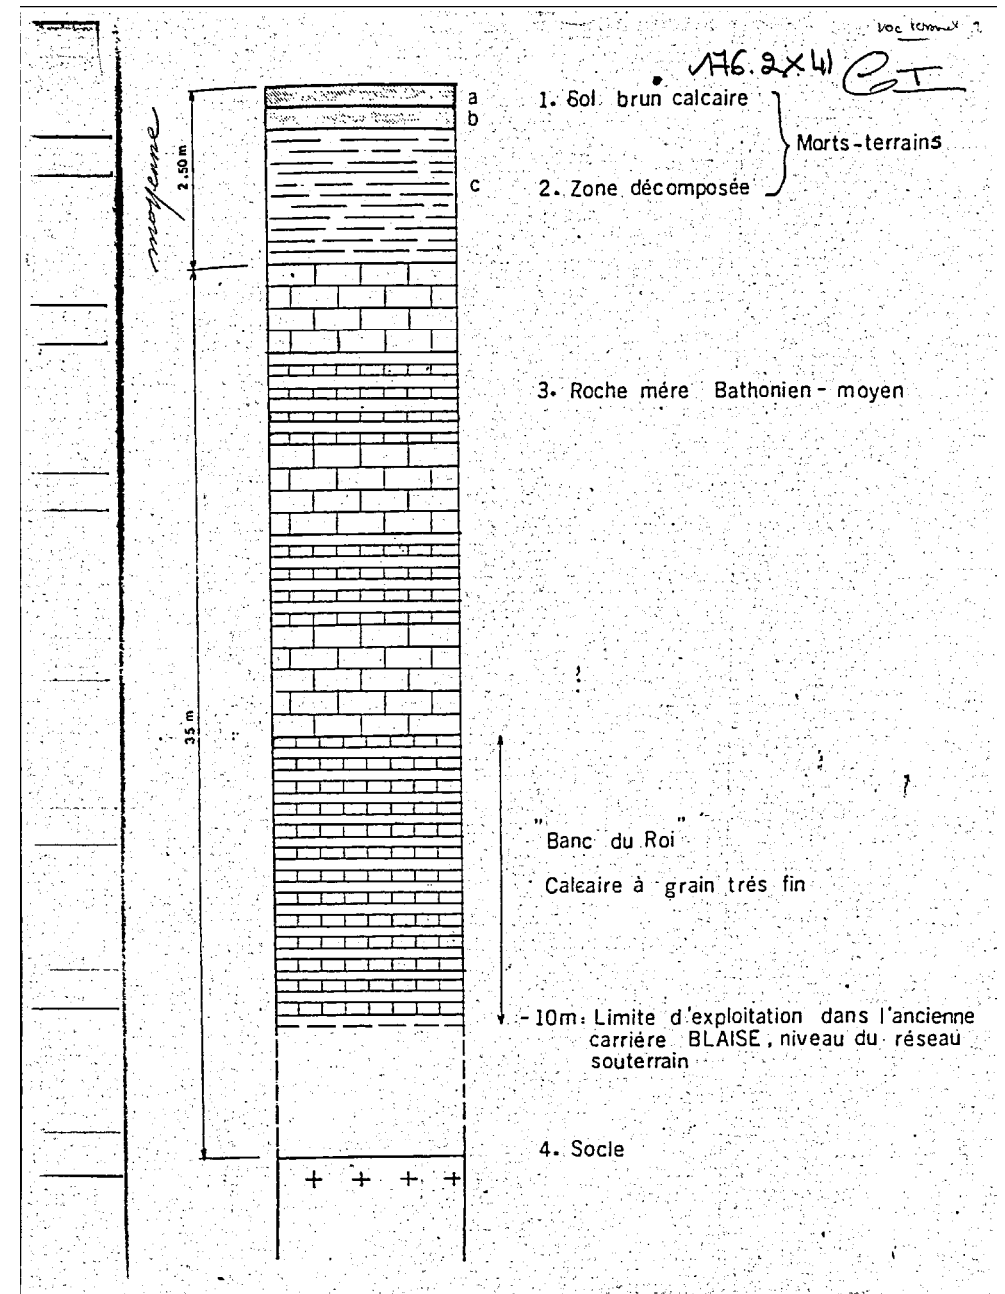 176.2X41
a
1. Sol brun calcaire
b
Morts-terrains
moyenne
2.50 m
c
2. Zone décomposée
3. Roche mére Bathonien - moyen
35 m
"Banc du Roi"
Calcaire à grain trés fin
-10m: Limite d'exploitation dans l'ancienne
carriére BLAISE, niveau du réseau
souterrain
4. Socle